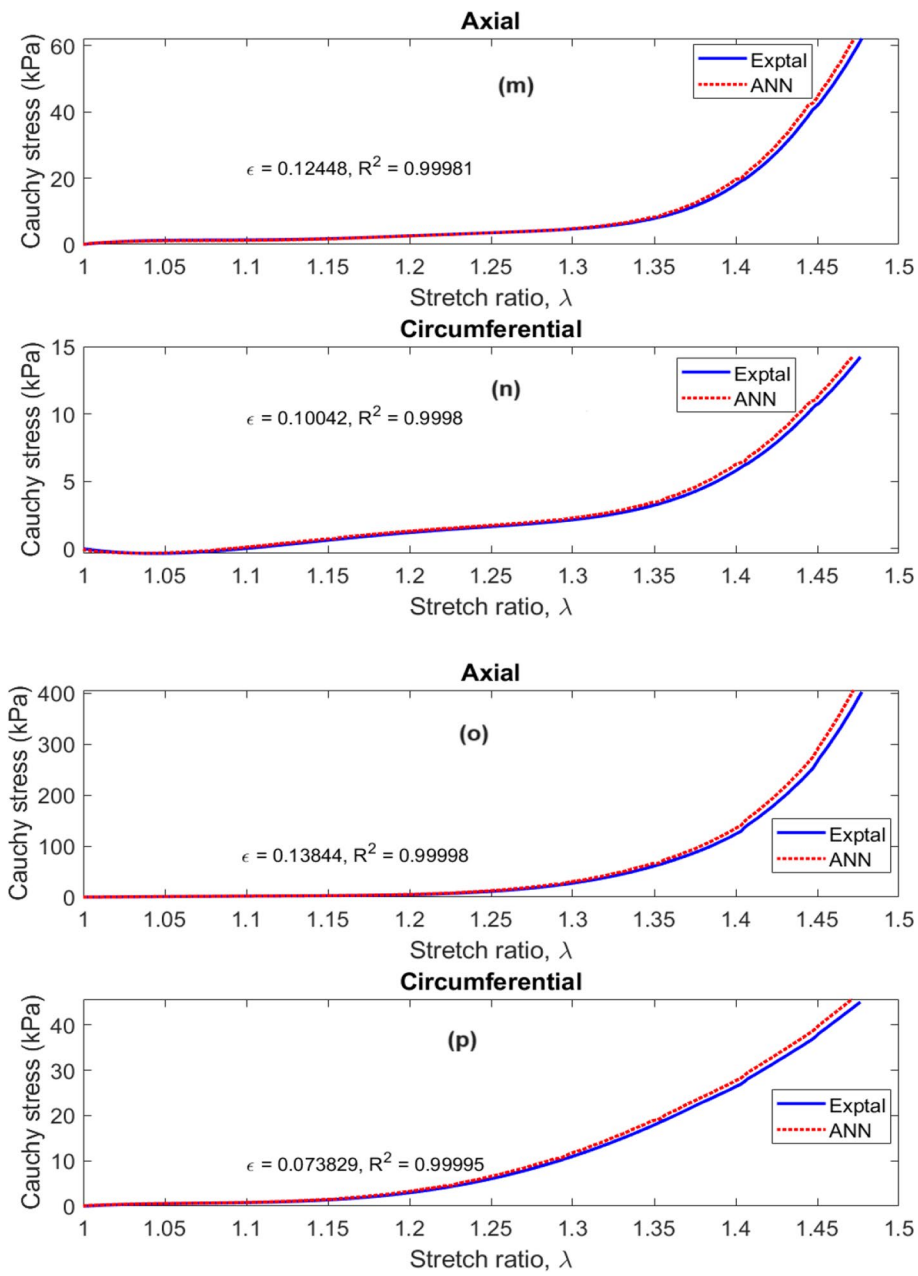 Axial
Cauchy stress (kPa)
60
40
20
0
(m)
Exptal
ANN
ϵ = 0.12448, R² = 0.99981
1 1.05 1.1 1.15 1.2 1.25 1.3 1.35 1.4 1.45 1.5
Stretch ratio, λ
Circumferential
Cauchy stress (kPa)
15
10
5
0
(n)
Exptal
ANN
ϵ = 0.10042, R² = 0.9998
1 1.05 1.1 1.15 1.2 1.25 1.3 1.35 1.4 1.45 1.5
Stretch ratio, λ
Axial
Cauchy stress (kPa)
400
300
200
100
0
(o)
Exptal
ANN
ϵ = 0.13844, R² = 0.99998
1 1.05 1.1 1.15 1.2 1.25 1.3 1.35 1.4 1.45 1.5
Stretch ratio, λ
Circumferential
Cauchy stress (kPa)
40
30
20
10
0
(p)
Exptal
ANN
ϵ = 0.073829, R² = 0.99995
1 1.05 1.1 1.15 1.2 1.25 1.3 1.35 1.4 1.45 1.5
Stretch ratio, λ